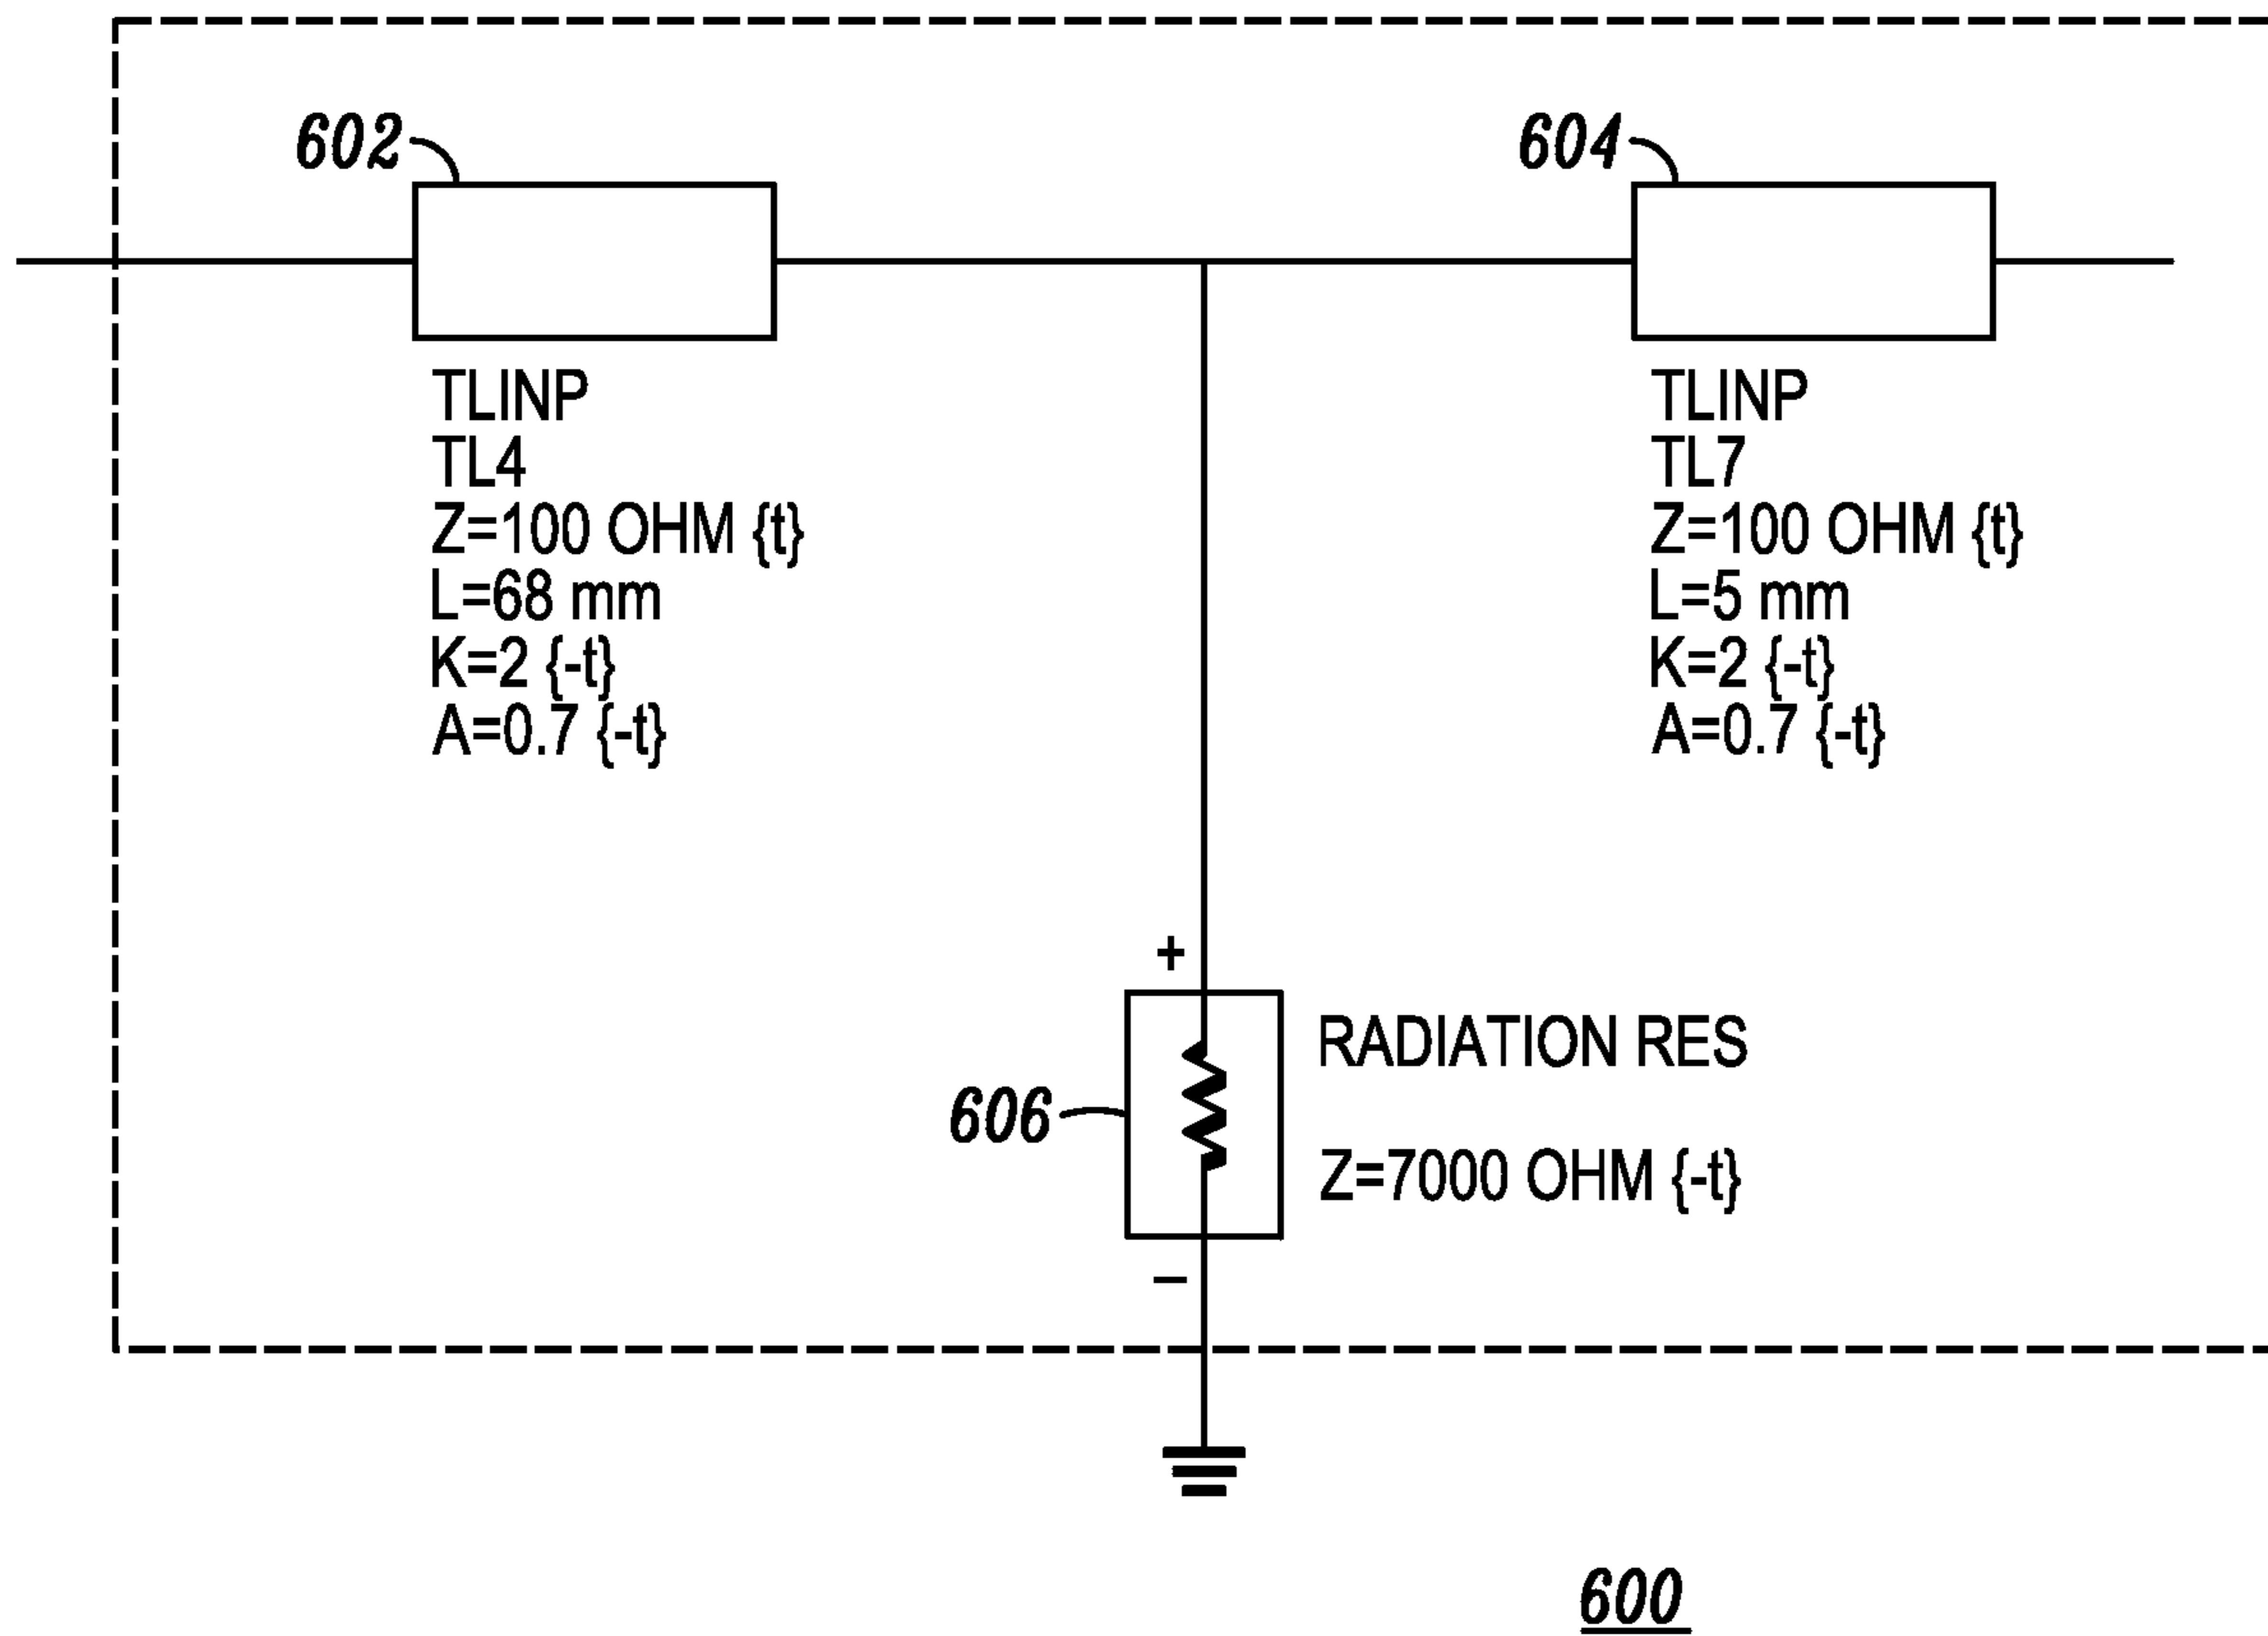 602
604
TLINP
TL4
Z=100 OHM {t}
L=68 mm
K=2 {-t}
A=0.7 {-t}
TLINP
TL7
Z=100 OHM {t}
L=5 mm
K=2 {-t}
A=0.7 {-t}
+
RADIATION RES
606
Z=7000 OHM {-t}
–
600